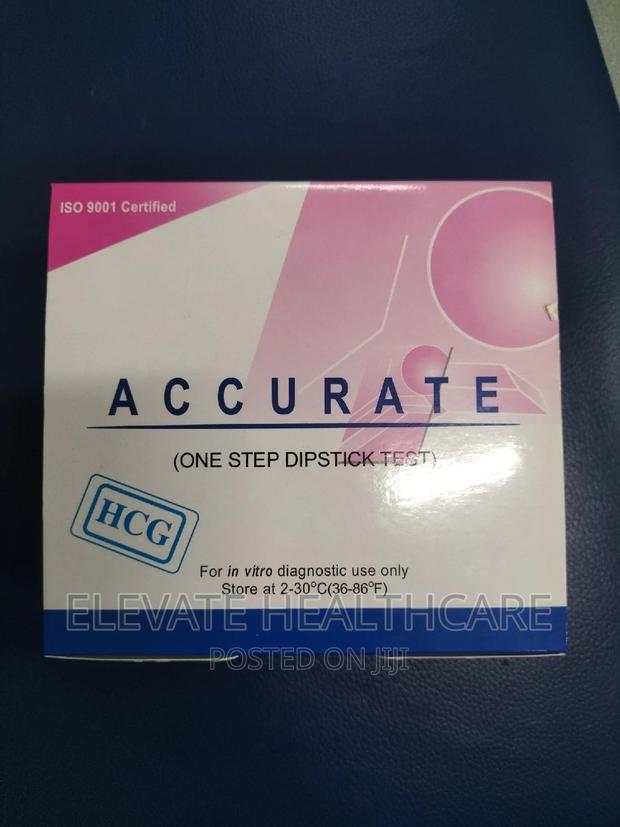 ISO 9001 Certified
ACCURATE
(ONE STEP DIPSTICK TEST)
HCG
For in vitro diagnostic use only
Store at 2-30°C(36-86°F)
ELEVATE HEALTHCARE
POSTED ON JIJI